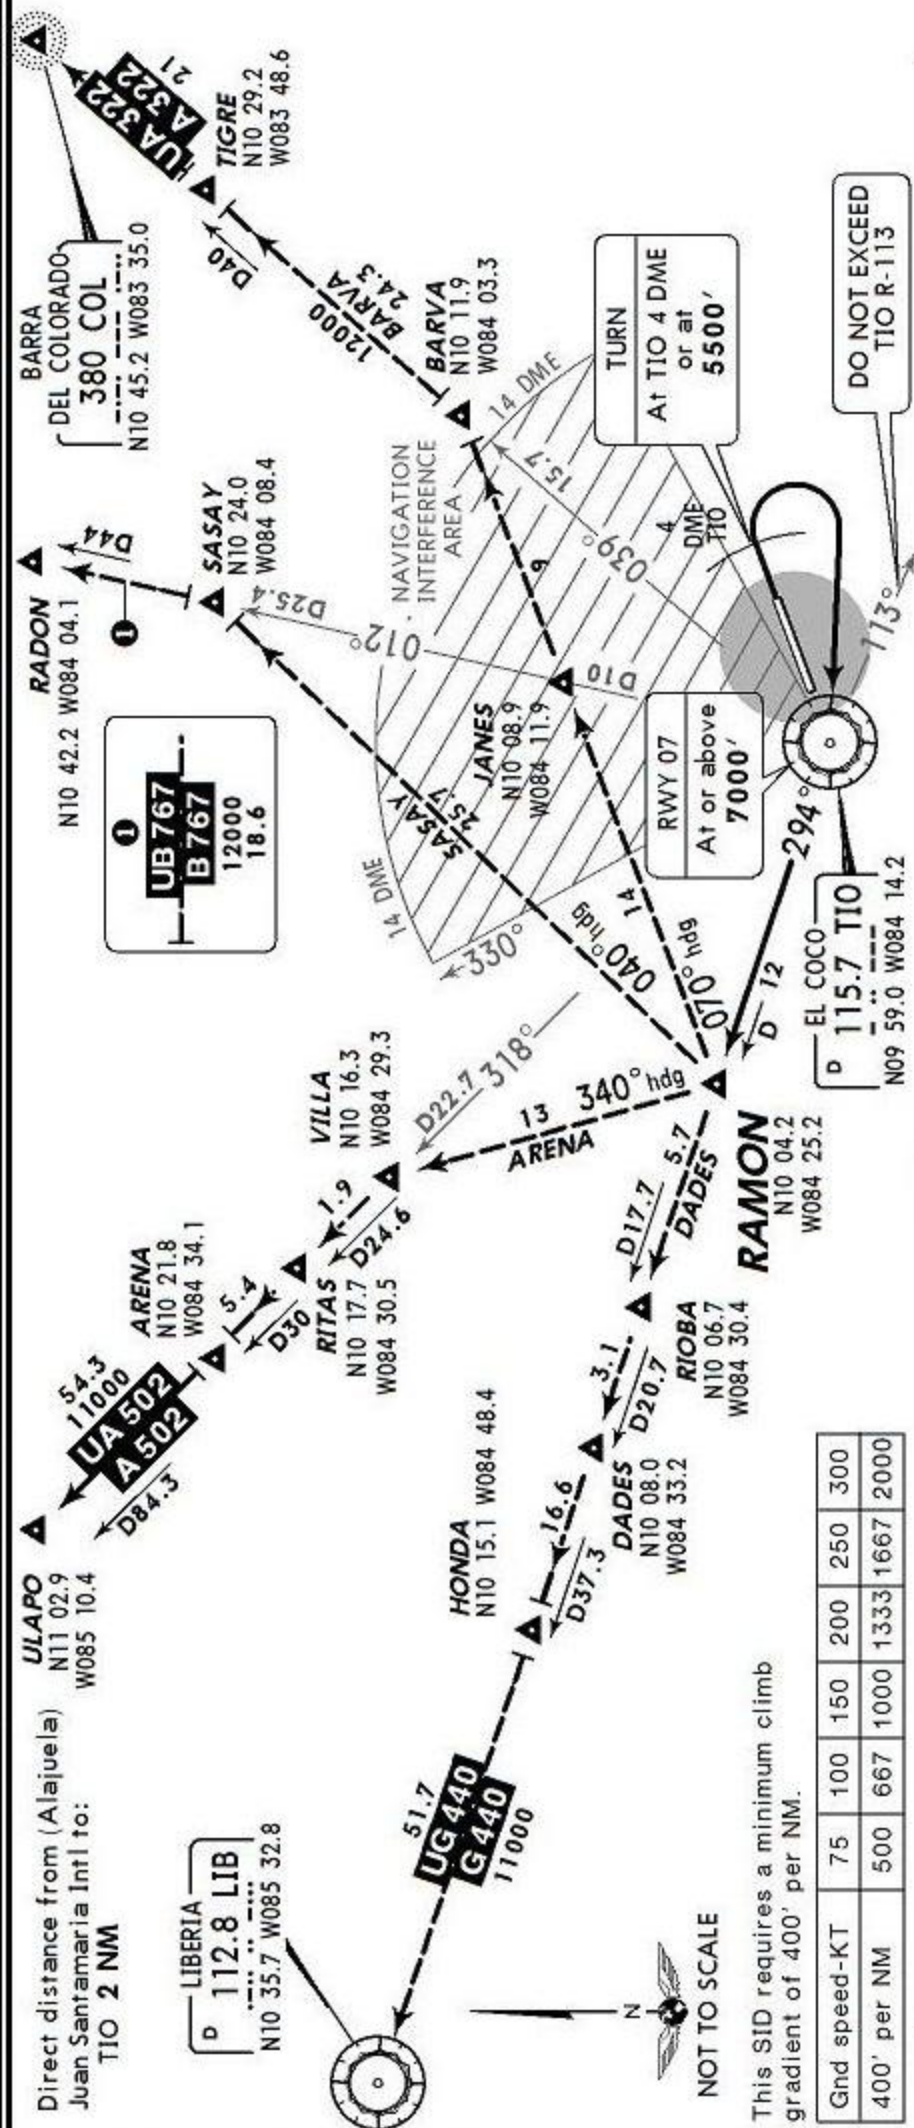 Direct distance from (Alajuela)
Juan Santamaria Intl to:
TIO 2 NM
ULAPO
N11 02.9
W085 10.4
D84.3
54.3
11000
UA 502
A 502
ARENA
N10 21.8
W084 34.1
5.4
D30
RITAS
N10 17.7
W084 30.5
1.9
D24.6
VILLA
N10 16.3
W084 29.3
D22.7
318°
13
340° hdg
ARENA
1
UB 767
B 767
12000
18.6
RADON
N10 42.2 W084 04.1
D44
1
SASAY
N10 24.0
W084 08.4
D25.4
012°
BARRA
DEL COLORADO
380 COL
N10 45.2 W083 35.0
UA 322
A 322
21
TIGRE
N10 29.2
W083 48.6
D40
12000
BARVA
24.3
BARVA
N10 11.9
W084 03.3
14 DME
NAVIGATION
INTERFERENCE
AREA
15.7
039°
9
14 DME
SASAY
25.7
JANES
N10 08.9
W084 11.9
D10
330°
040° hdg
14
070° hdg
4
DME
TIO
TURN
At TIO 4 DME
or at
5500'
DO NOT EXCEED
TIO R-113
113°
RWY 07
At or above
7000'
294°
D 12
D
EL COCO
115.7 TIO
N09 59.0 W084 14.2
RAMON
N10 04.2
W084 25.2
5.7
DADES
D17.7
RIOBA
N10 06.7
W084 30.4
3.1
D20.7
DADES
N10 08.0
W084 33.2
16.6
D37.3
HONDA
N10 15.1 W084 48.4
51.7
UG 440
G 440
11000
LIBERIA
D
112.8 LIB
N10 35.7 W085 32.8
N
NOT TO SCALE
This SID requires a minimum climb
gradient of 400' per NM.
Gnd speed-KT 75 100 150 200 250 300
400' per NM 500 667 1000 1333 1667 2000